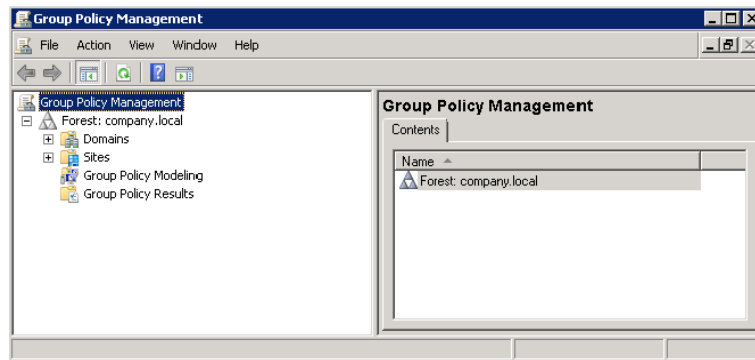 Group Policy Management
File Action View Window Help
Group Policy Management
Forest: company.local
Domains
Sites
Group Policy Modeling
Group Policy Results
Group Policy Management
Contents
Name
Forest: company.local